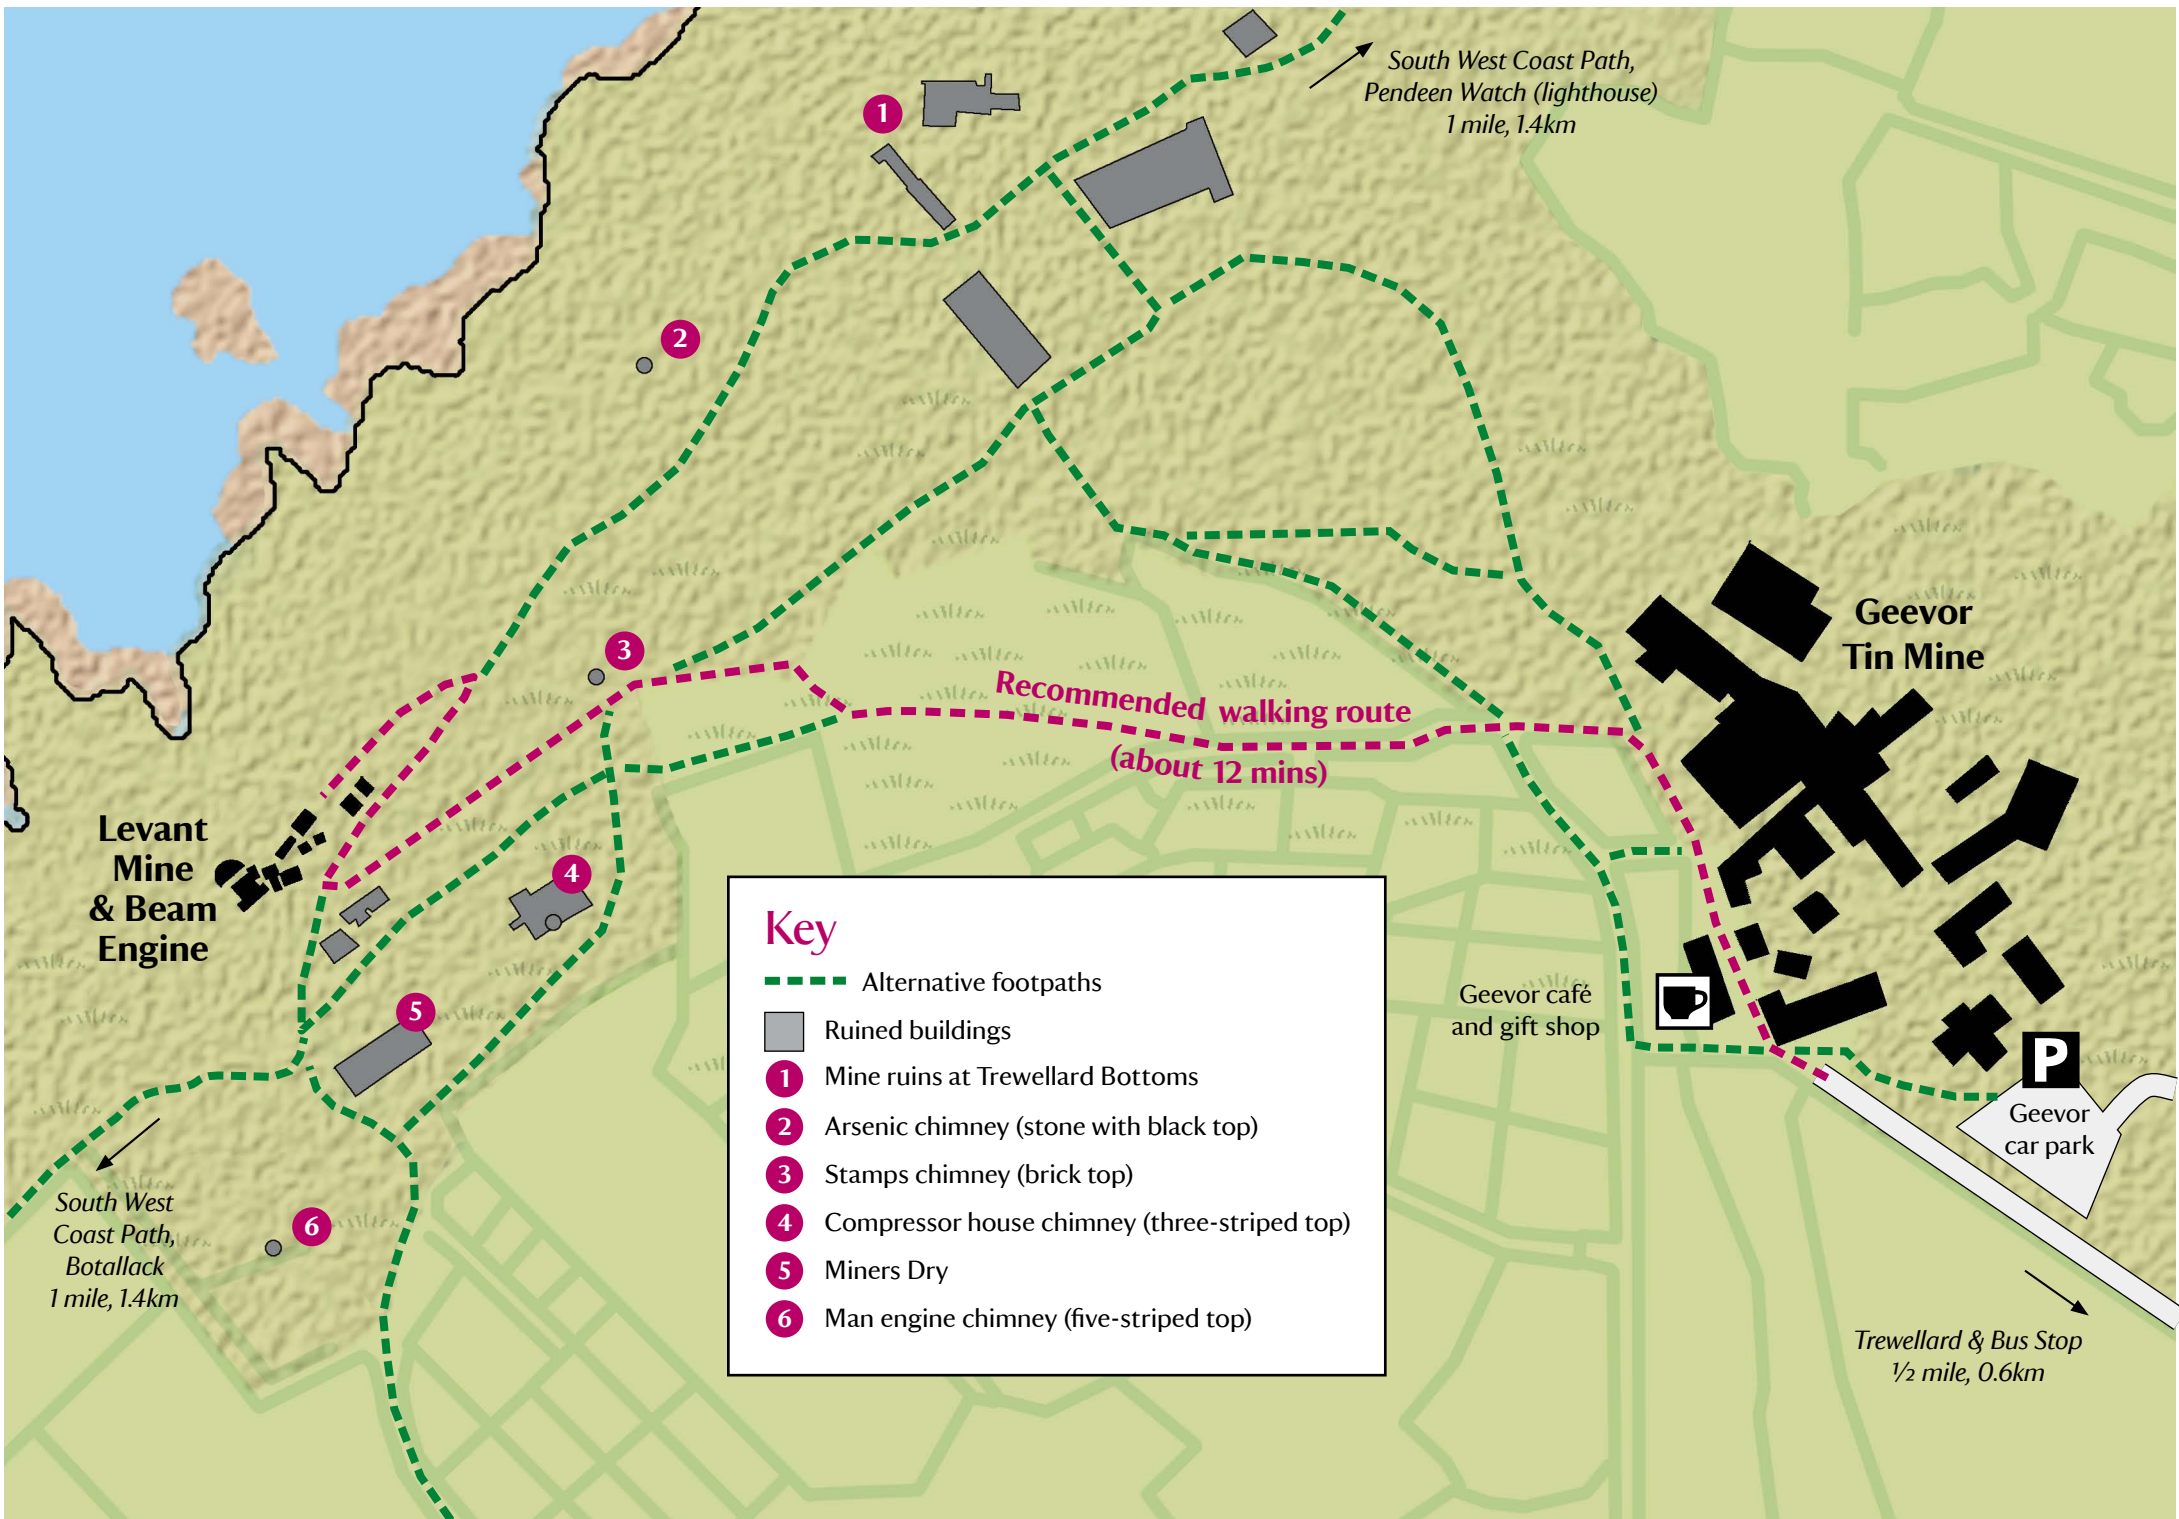 South West Coast Path,
Pendeen Watch (lighthouse)
1 mile, 1.4km
1
2
3
Geevor
Tin Mine
Recommended walking route
(about 12 mins)
Levant
Mine
& Beam
Engine
4
5
6
Geevor café
and gift shop
P
Geevor
car park
South West
Coast Path,
Botallack
1 mile, 1.4km
Trewellard & Bus Stop
½ mile, 0.6km
Key
Alternative footpaths
Ruined buildings
1 Mine ruins at Trewellard Bottoms
2 Arsenic chimney (stone with black top)
3 Stamps chimney (brick top)
4 Compressor house chimney (three-striped top)
5 Miners Dry
6 Man engine chimney (five-striped top)